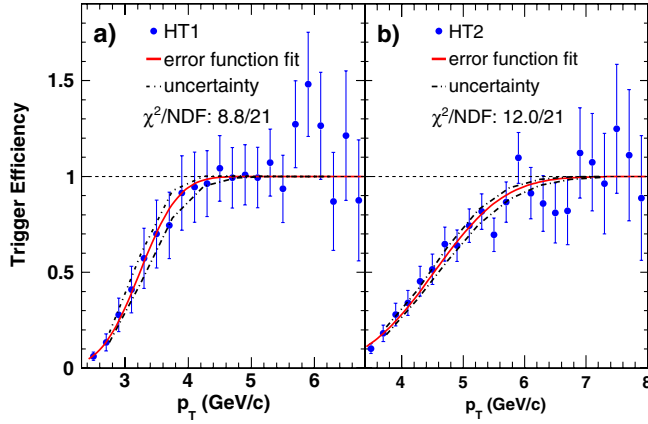 a)
HT1
error function fit
uncertainty
χ²/NDF: 8.8/21
b)
HT2
error function fit
uncertainty
χ²/NDF: 12.0/21
Trigger Efficiency
1.5
1
0.5
0
3 4 5 6
4 5 6 7 8
p_T (GeV/c)
p_T (GeV/c)